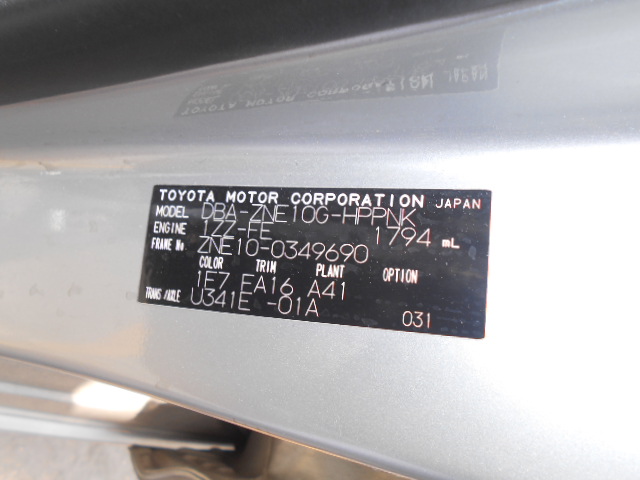 TOYOTA MOTOR CORPORATION JAPAN
MODEL DBA-ZNE10G-HPPNK
ENGINE 1ZZ-FE 1794 mL
FRAME No ZNE10-0349690
COLOR TRIM PLANT OPTION
1F7 EA16 A41
TRANS/AXLE U341E -01A
031